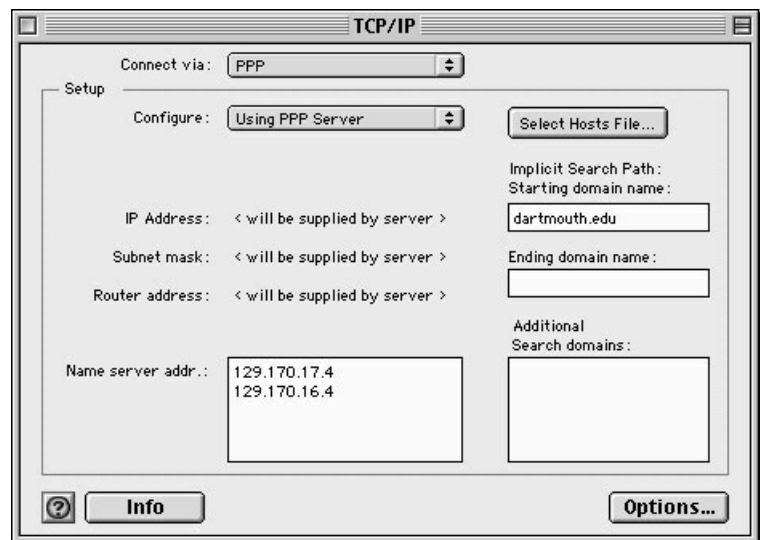 TCP/IP
Connect via: PPP
Setup
Configure: Using PPP Server
Select Hosts File...
Implicit Search Path:
Starting domain name:
IP Address: < will be supplied by server >
dartmouth.edu
Subnet mask: < will be supplied by server >
Ending domain name:
Router address: < will be supplied by server >
Additional
Search domains:
Name server addr.: 129.170.17.4
129.170.16.4
?
Info
Options...